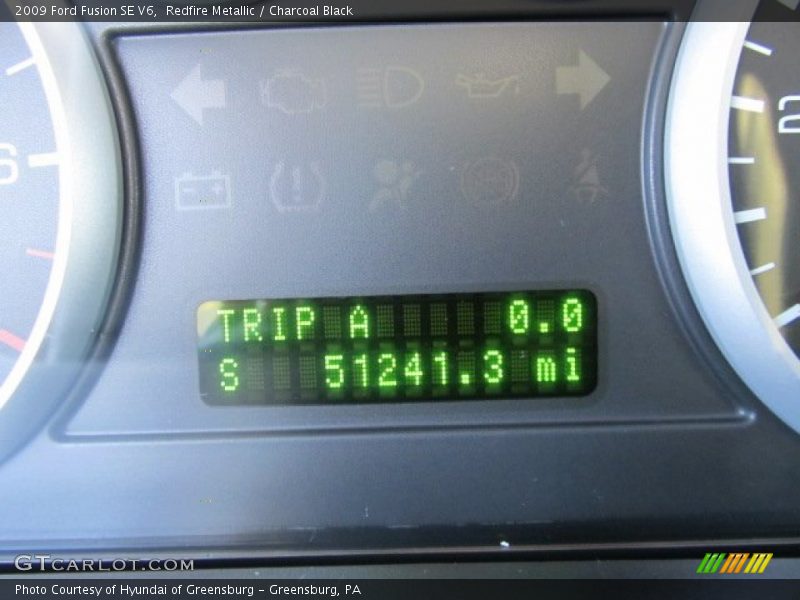 2009 Ford Fusion SE V6,  Redfire Metallic / Charcoal Black
6
TRIP A 0.0
S 51241.3 mi
GTCARLOT.COM
Photo Courtesy of Hyundai of Greensburg - Greensburg, PA